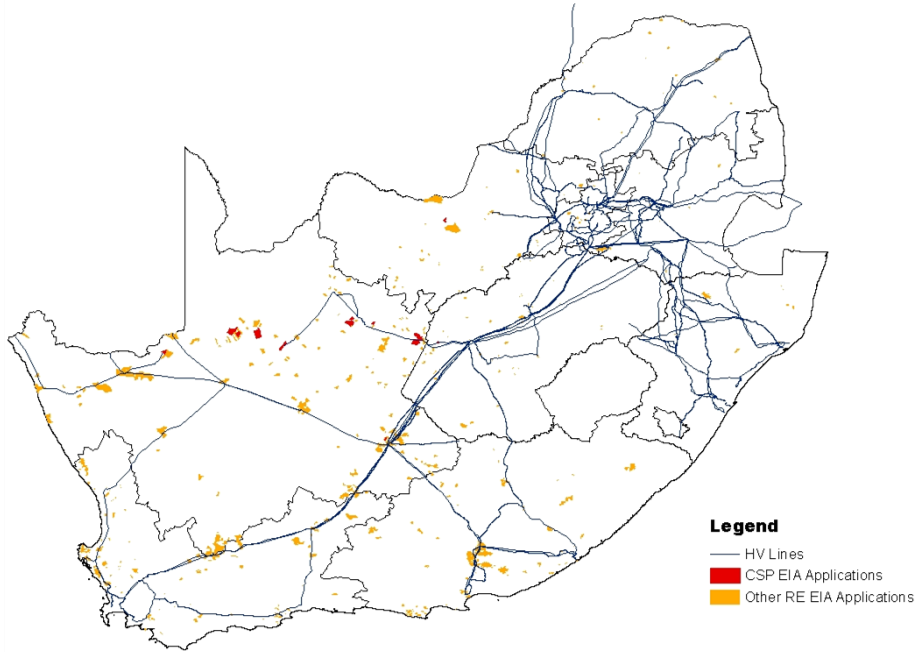 Legend
HV Lines
CSP EIA Applications
Other RE EIA Applications